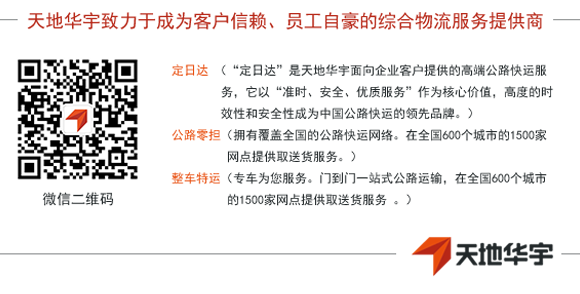 天地华宇致力于成为客户信赖、员工自豪的综合物流服务提供商
定日达 （“定日达”是天地华宇面向企业客户提供的高端公路快运服
务，它以“准时、安全、优质服务”作为核心价值，高度的时
效性和安全性成为中国公路快运的领先品牌。）
公路零担（拥有覆盖全国的公路快运网络。在全国600个城市的1500家
网点提供取送货服务。）
整车特运（专车为您服务。门到门一站式公路运输，在全国600个城市
的1500家网点提供取送货服务 。）
微信二维码
天地华宇